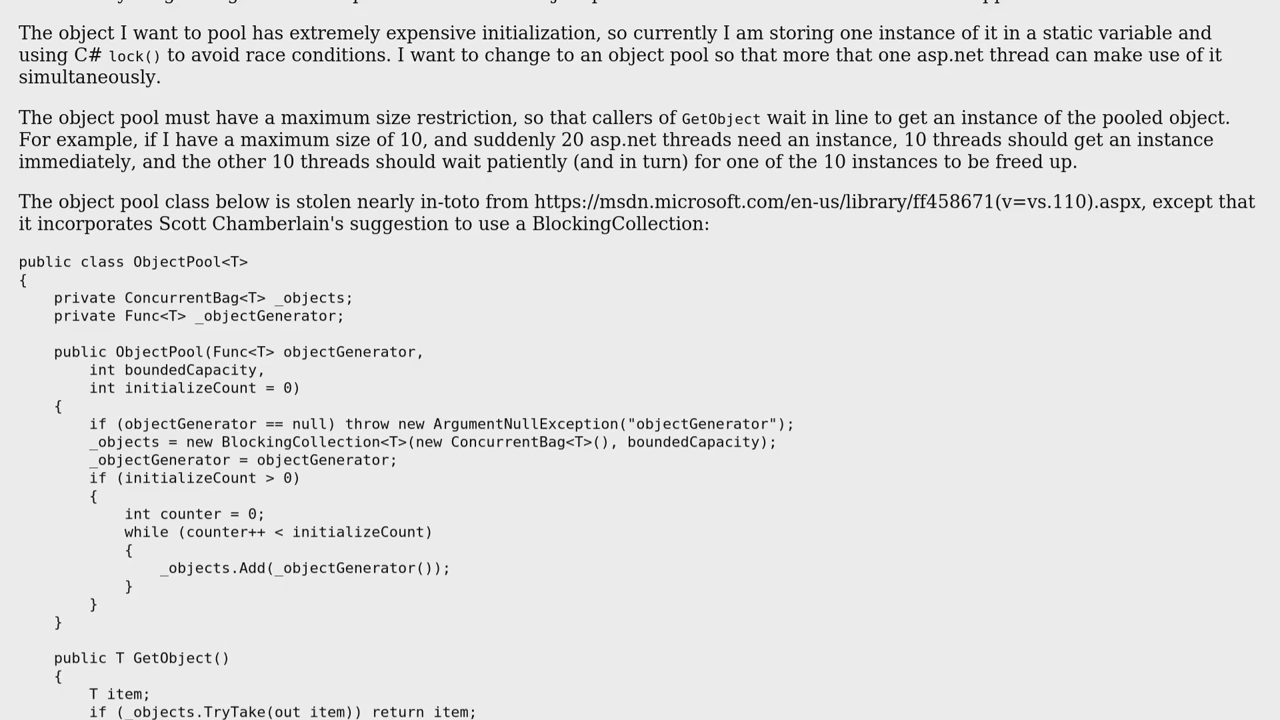 The object I want to pool has extremely expensive initialization, so currently I am storing one instance of it in a static variable and
using C# lock() to avoid race conditions. I want to change to an object pool so that more that one asp.net thread can make use of it
simultaneously.
The object pool must have a maximum size restriction, so that callers of GetObject wait in line to get an instance of the pooled object.
For example, if I have a maximum size of 10, and suddenly 20 asp.net threads need an instance, 10 threads should get an instance
immediately, and the other 10 threads should wait patiently (and in turn) for one of the 10 instances to be freed up.
The object pool class below is stolen nearly in-toto from https://msdn.microsoft.com/en-us/library/ff458671(v=vs.110).aspx, except that
it incorporates Scott Chamberlain's suggestion to use a BlockingCollection:
public class ObjectPool<T>
{
    private ConcurrentBag<T> _objects;
    private Func<T> _objectGenerator;
    public ObjectPool(Func<T> objectGenerator,
        int boundedCapacity,
        int initializeCount = 0)
    {
        if (objectGenerator == null) throw new ArgumentNullException("objectGenerator");
        _objects = new BlockingCollection<T>(new ConcurrentBag<T>(), boundedCapacity);
        _objectGenerator = objectGenerator;
        if (initializeCount > 0)
        {
            int counter = 0;
            while (counter++ < initializeCount)
            {
                _objects.Add(_objectGenerator());
            }
        }
    }
    public T GetObject()
    {
        T item;
        if (_objects.TryTake(out item)) return item;